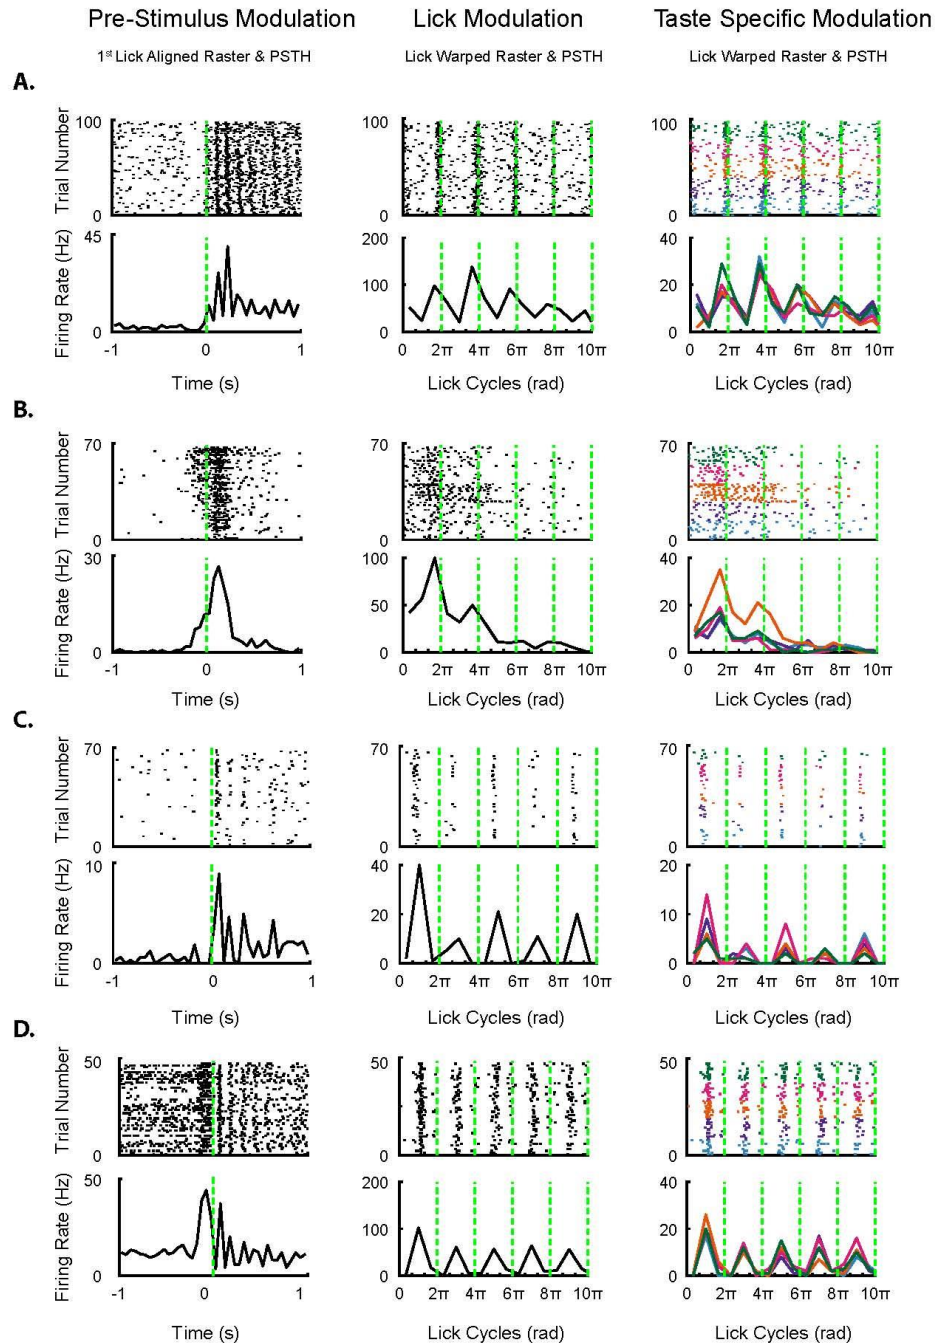 Pre-Stimulus Modulation
Lick Modulation
Taste Specific Modulation
1st Lick Aligned Raster & PSTH
Lick Warped Raster & PSTH
Lick Warped Raster & PSTH
A.
Trial Number
100
0
100
0
100
0
Firing Rate (Hz)
45
0
200
100
0
40
20
0
-1 0 1
0 2π 4π 6π 8π 10π
0 2π 4π 6π 8π 10π
Time (s)
Lick Cycles (rad)
Lick Cycles (rad)
B.
Trial Number
70
0
70
0
70
0
Firing Rate (Hz)
30
0
100
50
0
40
20
0
-1 0 1
0 2π 4π 6π 8π 10π
0 2π 4π 6π 8π 10π
Time (s)
Lick Cycles (rad)
Lick Cycles (rad)
C.
Trial Number
70
0
70
0
70
0
Firing Rate (Hz)
10
0
40
20
0
20
10
0
-1 0 1
0 2π 4π 6π 8π 10π
0 2π 4π 6π 8π 10π
Time (s)
Lick Cycles (rad)
Lick Cycles (rad)
D.
Trial Number
50
0
50
0
50
0
Firing Rate (Hz)
50
0
200
100
0
40
20
0
-1 0 1
0 2π 4π 6π 8π 10π
0 2π 4π 6π 8π 10π
Time (s)
Lick Cycles (rad)
Lick Cycles (rad)